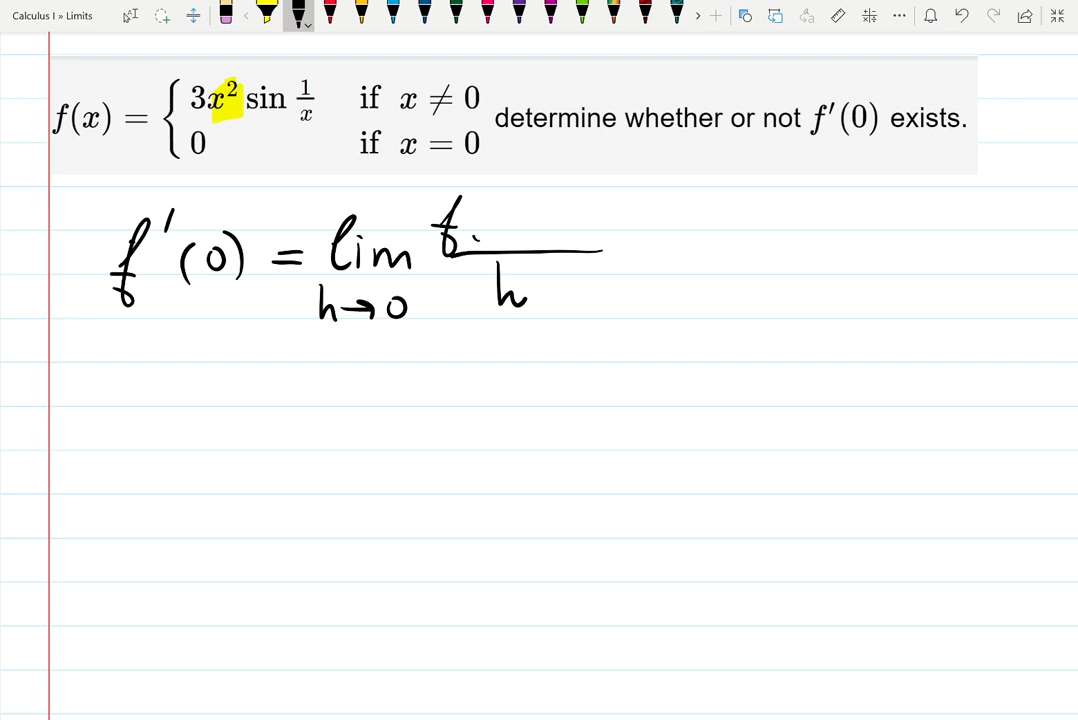 Calculus I » Limits
f(x) = { 3x² sin 1/x if x ≠ 0
0 if x = 0
determine whether or not f′(0) exists.
f′(0) = lim h→0 f / h